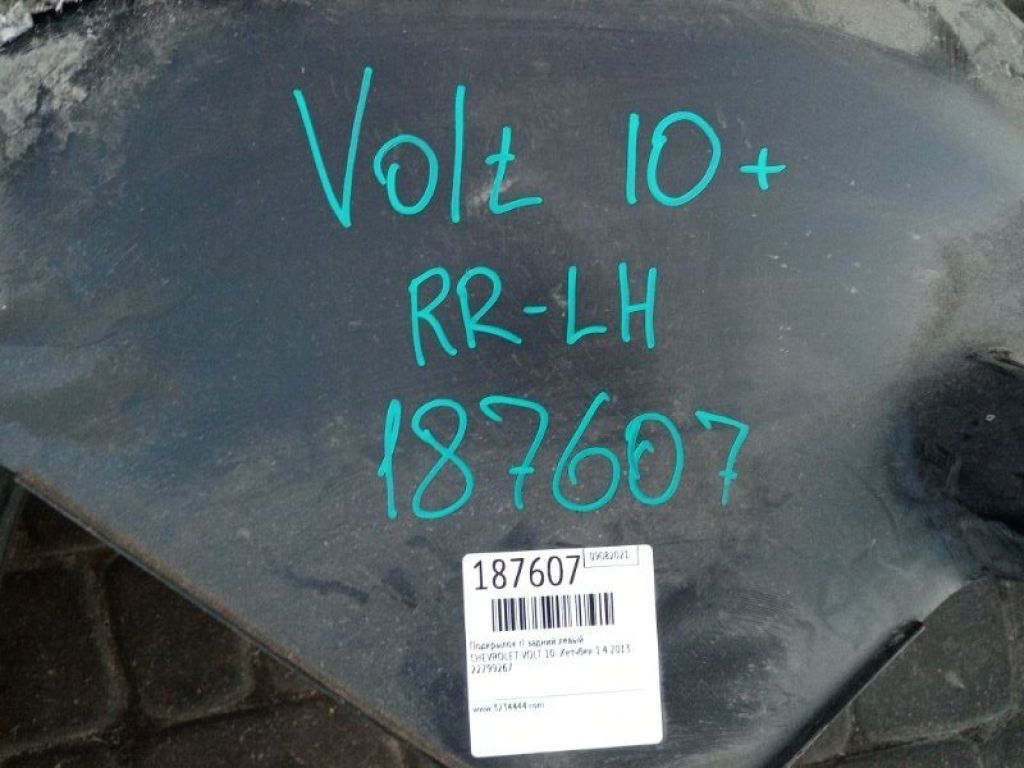 Volt 10+
RR-LH
187607
187607 09082021
Подкрылок rl задний левый
CHEVROLET VOLT 10- Хетчбек 1.4 2013
22799267
www.3234444.com